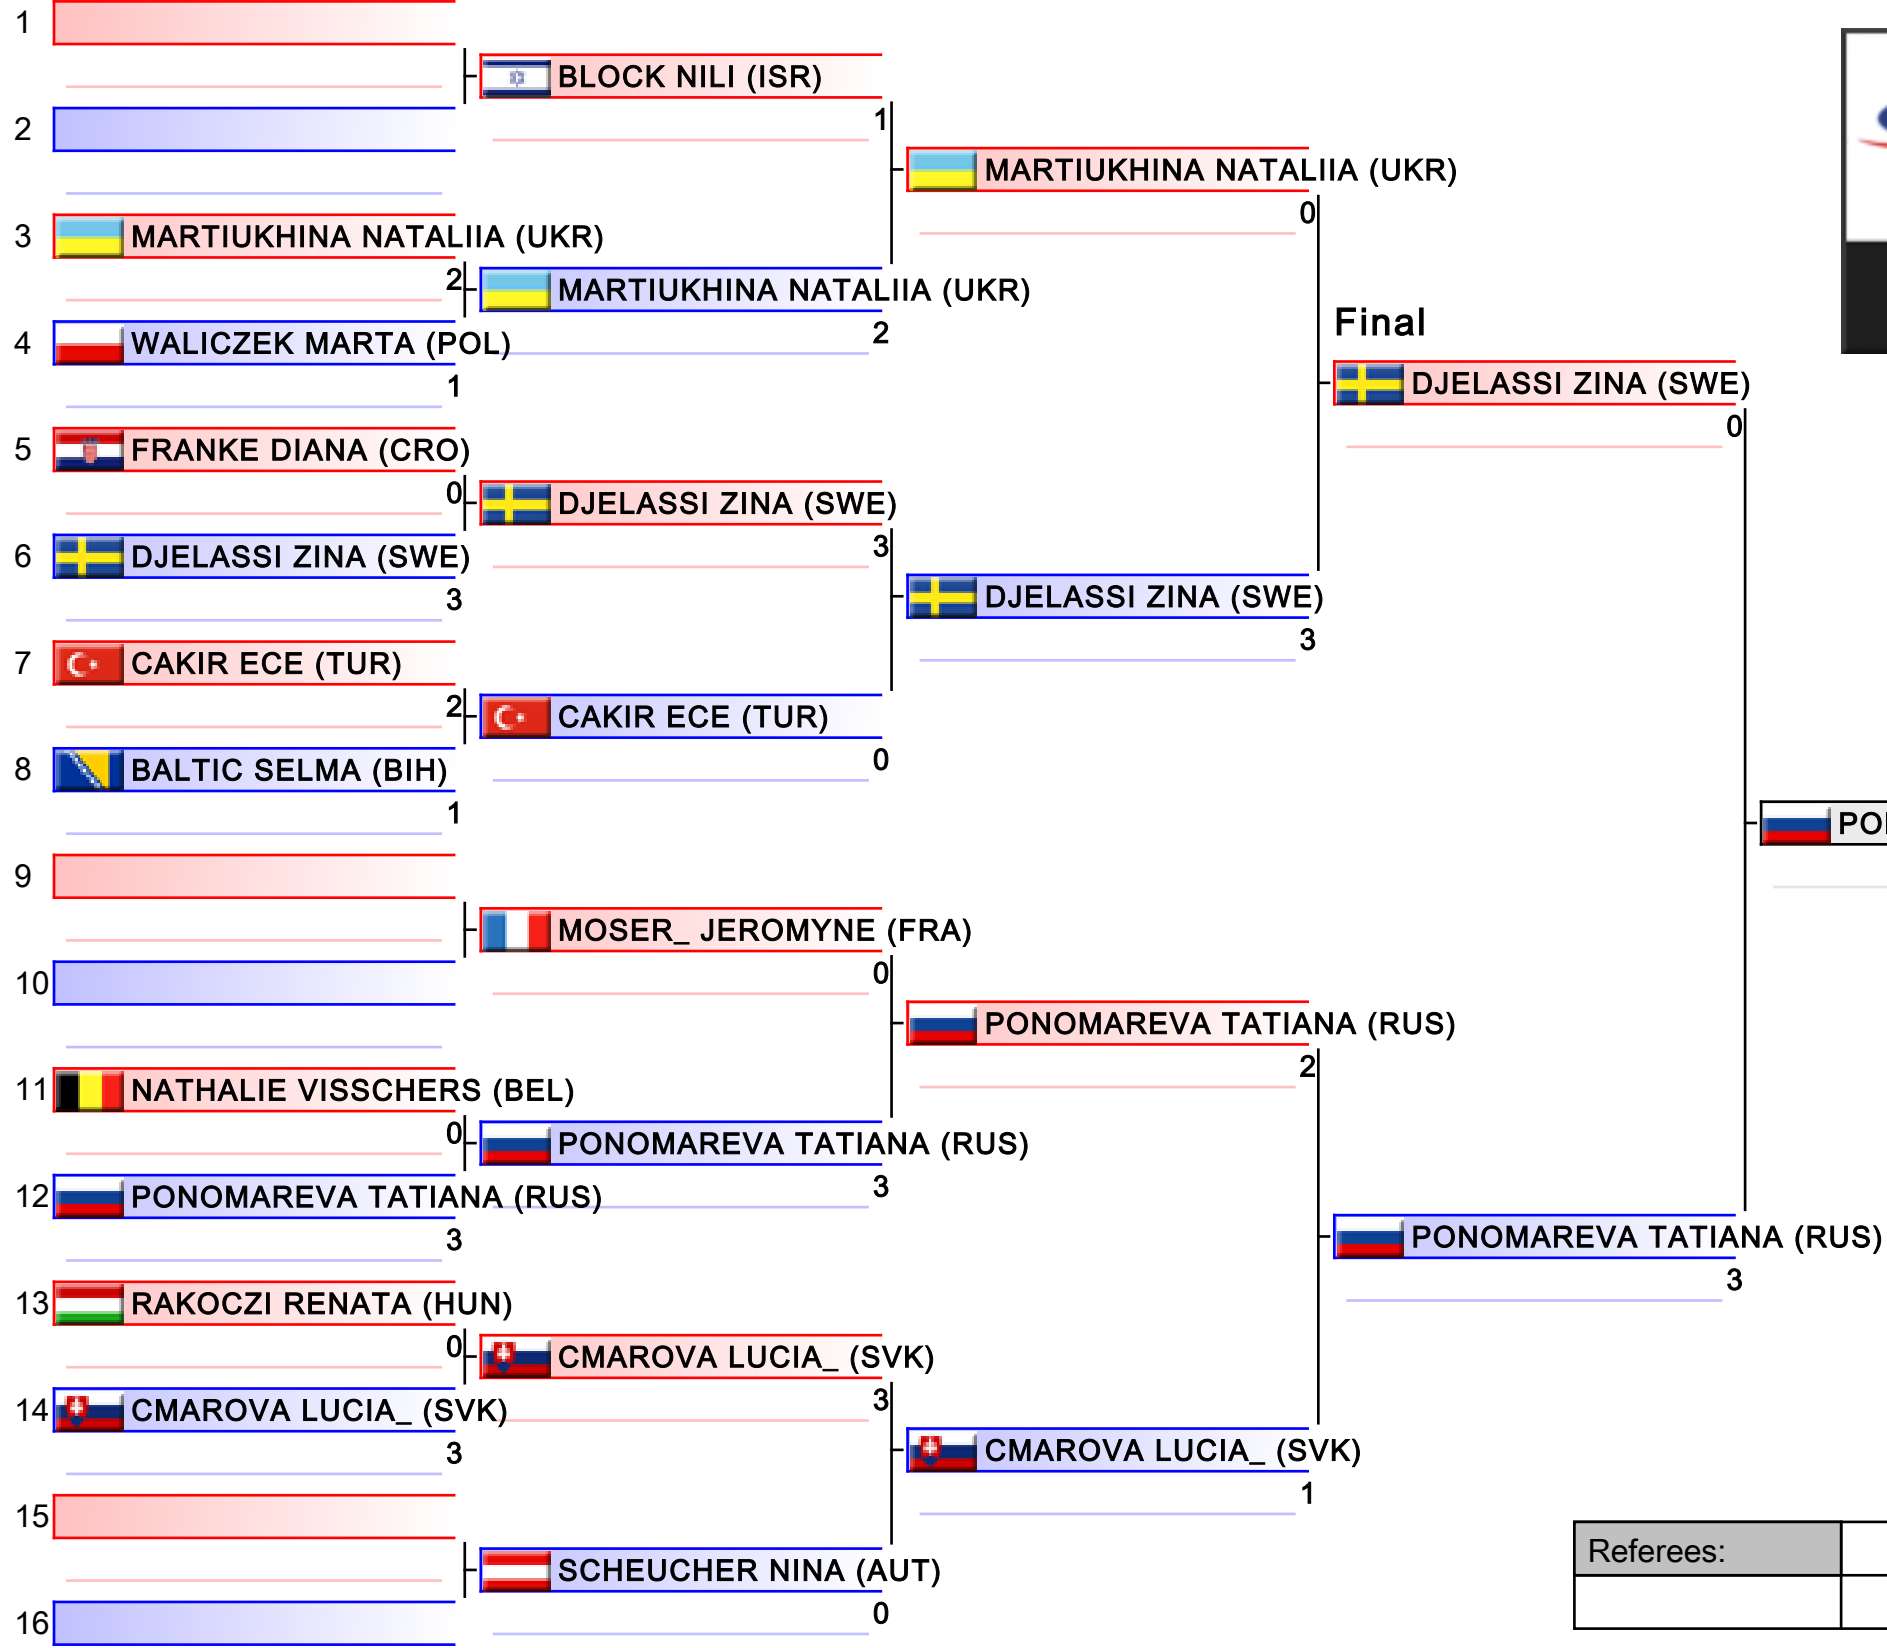 1
BLOCK NILI (ISR)
1
2
MARTIUKHINA NATALIIA (UKR)
0
3
MARTIUKHINA NATALIIA (UKR)
2
MARTIUKHINA NATALIIA (UKR)
2
4
WALICZEK MARTA (POL)
1
Final
DJELASSI ZINA (SWE)
0
5
FRANKE DIANA (CRO)
0
DJELASSI ZINA (SWE)
3
6
DJELASSI ZINA (SWE)
3
DJELASSI ZINA (SWE)
3
7
CAKIR ECE (TUR)
2
CAKIR ECE (TUR)
0
8
BALTIC SELMA (BIH)
1
9
MOSER_ JEROMYNE (FRA)
0
10
PONOMAREVA TATIANA (RUS)
2
11
NATHALIE VISSCHERS (BEL)
0
PONOMAREVA TATIANA (RUS)
3
12
PONOMAREVA TATIANA (RUS)
3
PONOMAREVA TATIANA (RUS)
3
13
RAKOCZI RENATA (HUN)
0
CMAROVA LUCIA_ (SVK)
3
14
CMAROVA LUCIA_ (SVK)
3
CMAROVA LUCIA_ (SVK)
1
15
SCHEUCHER NINA (AUT)
0
16
Referees: